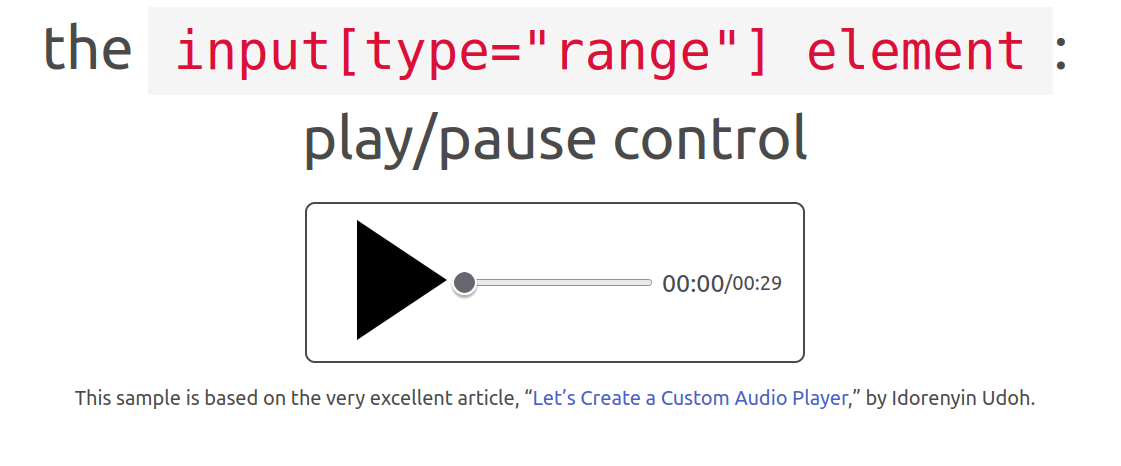 the input[type="range"] element :
play/pause control
00:00/00:29
This sample is based on the very excellent article, “Let’s Create a Custom Audio Player,” by Idorenyin Udoh.